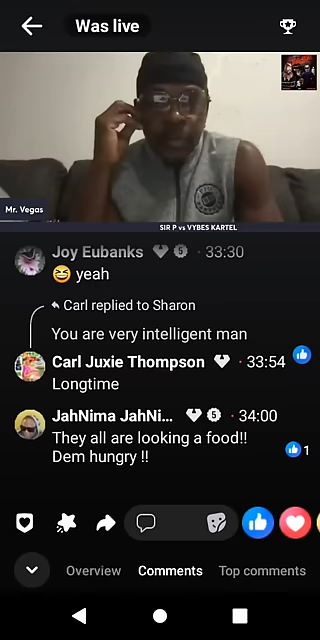 Was live
Mr. Vegas
SIR P vs VYBES KARTEL
Joy Eubanks 5 · 33:30
😆 yeah
Carl replied to Sharon
You are very intelligent man
Carl Juxie Thompson · 33:54
Longtime
JahNima JahNi... 5 · 34:00
They all are looking a food!!
Dem hungry !!
1
Overview Comments Top comments